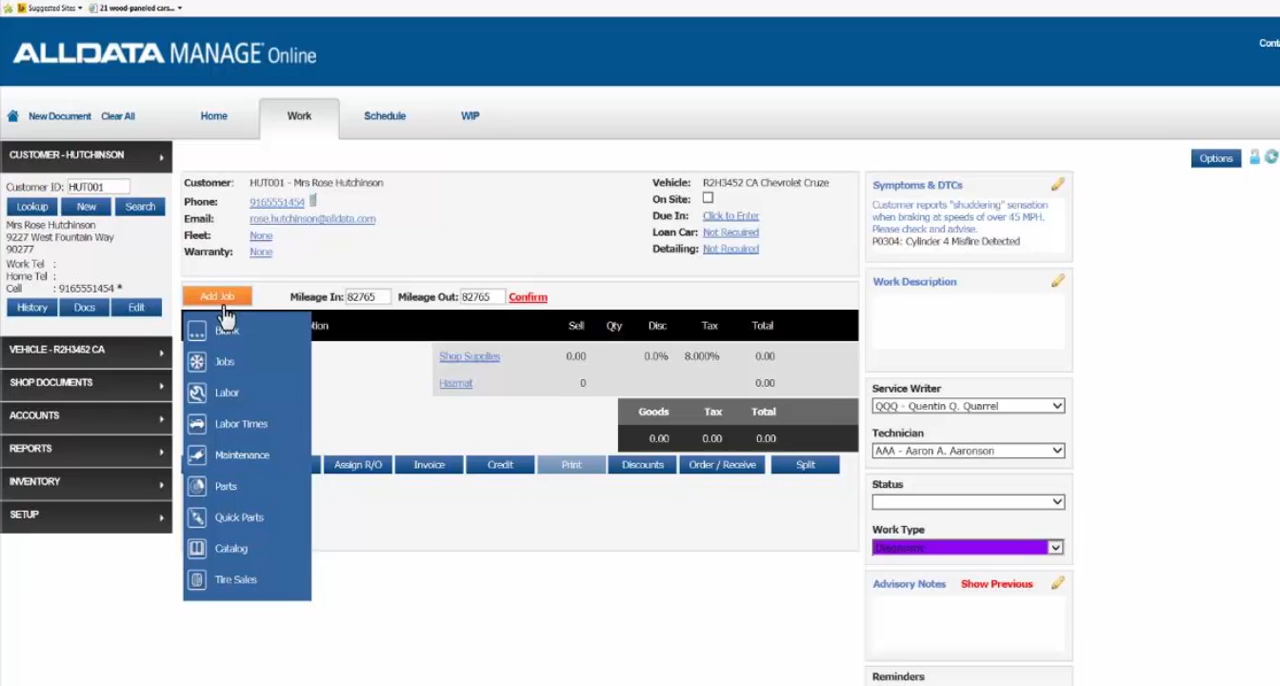 Suggested Sites ▾ 21 wood-paneled cars... ▾
ALLDATA MANAGE Online
Cont
New Document Clear All Home Work Schedule WIP
CUSTOMER - HUTCHINSON
Customer ID: HUT001
Lookup New Search
Mrs Rose Hutchinson
9227 West Fountain Way
90277
Work Tel :
Home Tel :
Cell : 9165551454 *
History Docs Edit
VEHICLE - R2H3452 CA
SHOP DOCUMENTS
ACCOUNTS
REPORTS
INVENTORY
SETUP
Options
Customer: HUT001 - Mrs Rose Hutchinson
Phone: 9165551454
Email: rose.hutchinson@alldata.com
Fleet: None
Warranty: None
Vehicle: R2H3452 CA Chevrolet Cruze
On Site:
Due In: Click to Enter
Loan Car: Not Required
Detailing: Not Required
Add Job Mileage In: 82765 Mileage Out: 82765 Confirm
Blank
Jobs
Labor
Labor Times
Maintenance
Parts
Quick Parts
Catalog
Tire Sales
tion Sell Qty Disc Tax Total
Shop Supplies 0.00 0.0% 8.000% 0.00
Hazmat 0 0.00
Goods Tax Total
0.00 0.00 0.00
Assign R/O Invoice Credit Print Discounts Order / Receive Split
Symptoms & DTCs
Customer reports "shuddering" sensation
when braking at speeds of over 45 MPH.
Please check and advise.
P0304: Cylinder 4 Misfire Detected
Work Description
Service Writer
QQQ - Quentin Q. Quarrel
Technician
AAA - Aaron A. Aaronson
Status
Work Type
Diagnostic
Advisory Notes Show Previous
Reminders